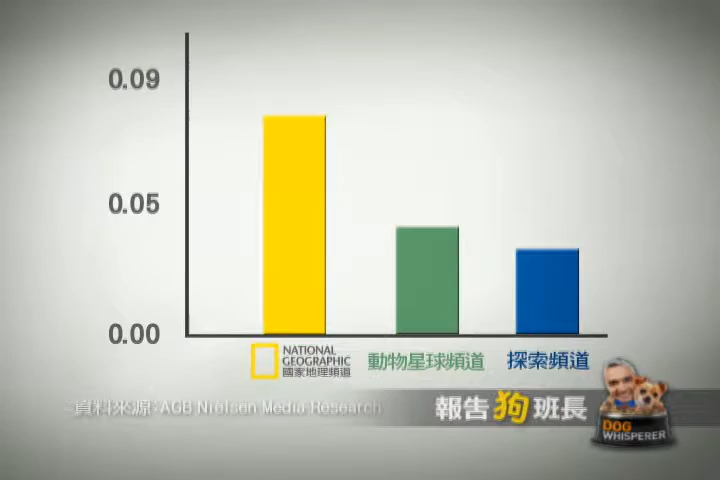 0.09
0.05
0.00
NATIONAL
GEOGRAPHIC
國家地理頻道
動物星球頻道
探索頻道
資料來源:AGB Nielsen Media Research
報告狗班長
DOG
WHISPERER